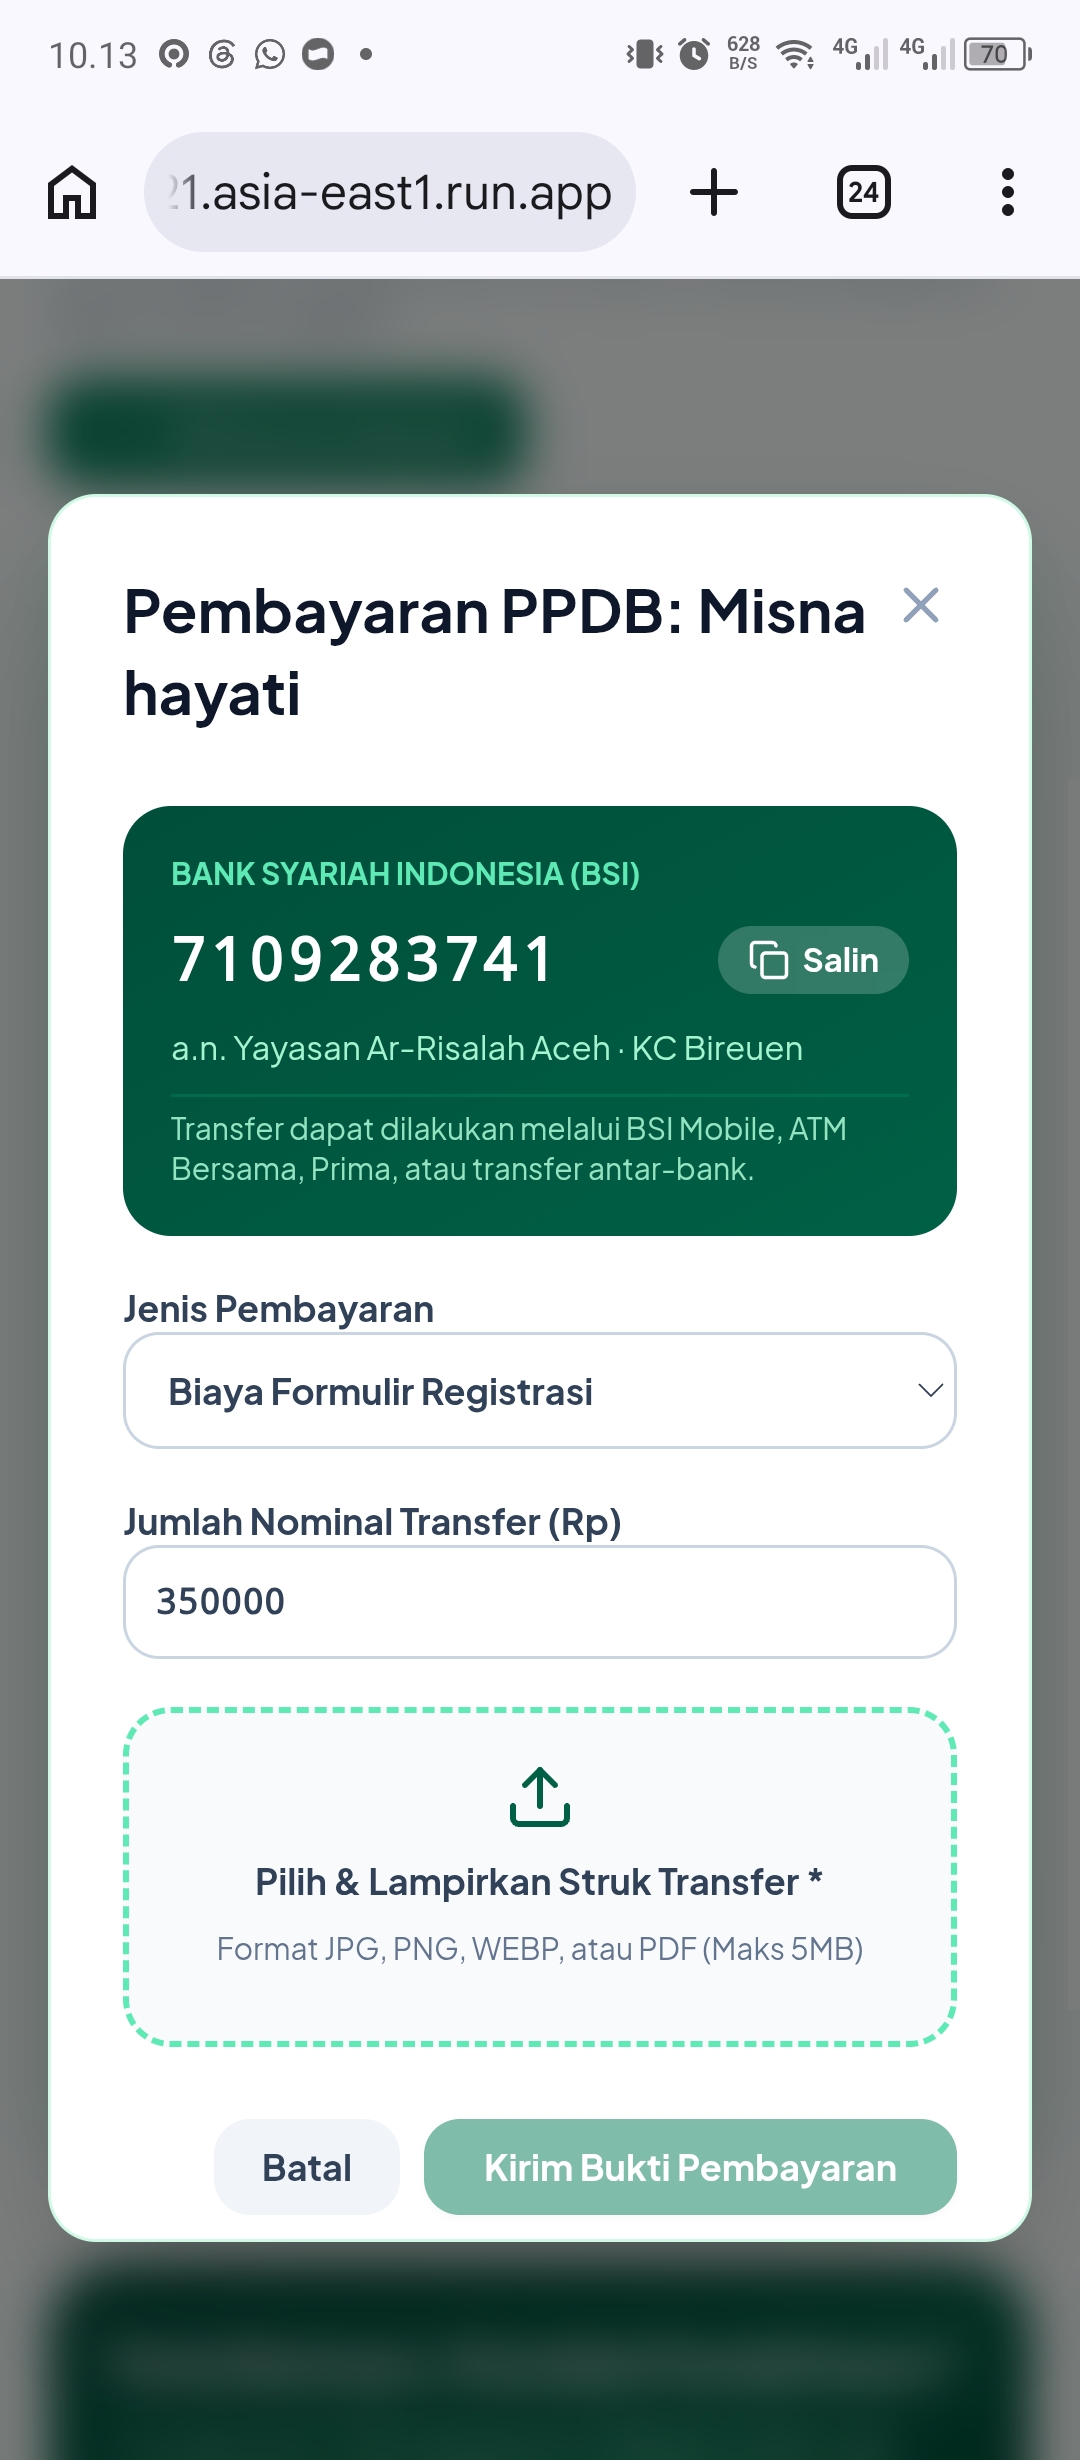 10.13
628
B/S
4G
4G
70
21.asia-east1.run.app
24
Pembayaran PPDB: Misna
hayati
BANK SYARIAH INDONESIA (BSI)
7109283741
Salin
a.n. Yayasan Ar-Risalah Aceh · KC Bireuen
Transfer dapat dilakukan melalui BSI Mobile, ATM
Bersama, Prima, atau transfer antar-bank.
Jenis Pembayaran
Biaya Formulir Registrasi
Jumlah Nominal Transfer (Rp)
350000
Pilih & Lampirkan Struk Transfer *
Format JPG, PNG, WEBP, atau PDF (Maks 5MB)
Batal
Kirim Bukti Pembayaran